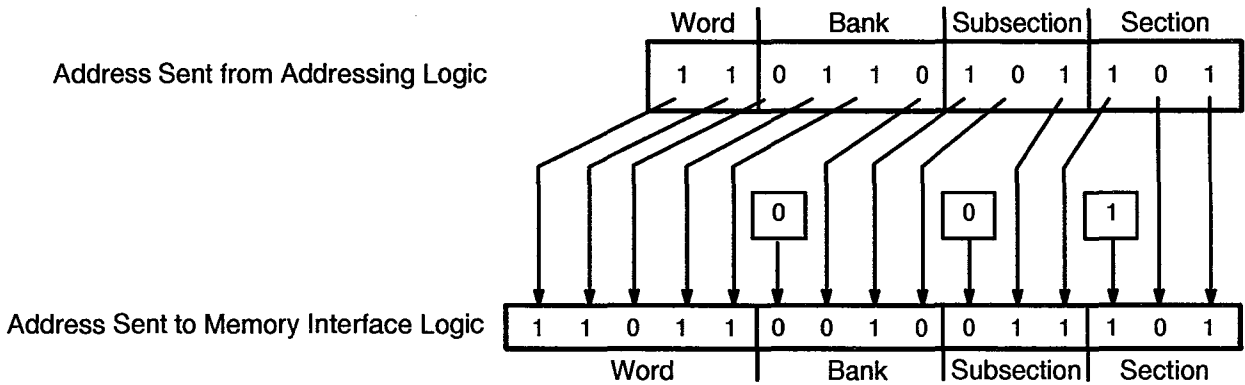 Word Bank Subsection Section
Address Sent from Addressing Logic 1 1 0 1 1 0 1 0 1 1 0 1
0 0 1
Address Sent to Memory Interface Logic 1 1 0 1 1 0 0 1 0 0 1 1 1 0 1
Word Bank Subsection Section